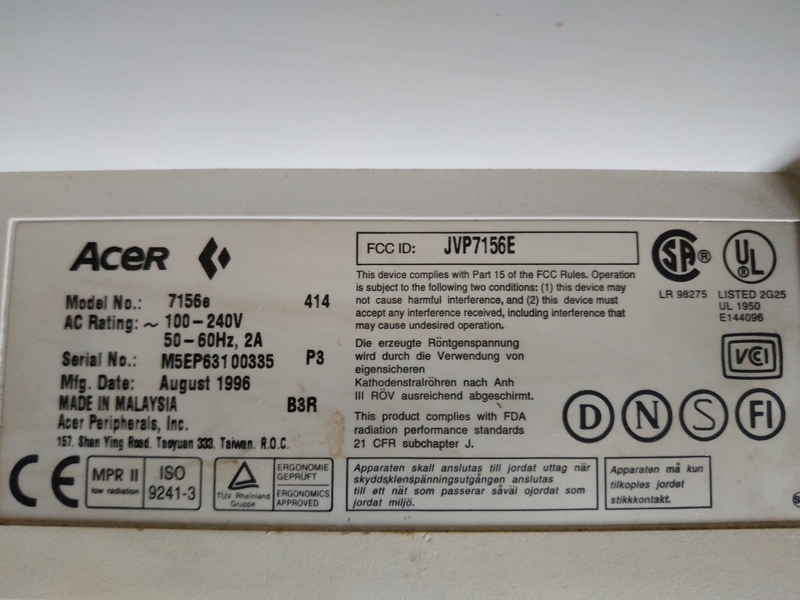 Acer
Model No.: 7156e 414
AC Rating: ~ 100-240V
50-60Hz, 2A
Serial No.: M5EP63100335 P3
Mfg. Date: August 1996
MADE IN MALAYSIA B3R
Acer Peripherals, Inc.
157. Shan Ying Road. Taoyuan 333. Taiwan. R.O.C.
CE
MPR II
low radiation
ISO
9241-3
TÜV Rheinland
Gruppe
ERGONOMIE
GEPRÜFT
ERGONOMICS
APPROVED
FCC ID: JVP7156E
This device complies with Part 15 of the FCC Rules. Operation
is subject to the following two conditions: (1) this device may
not cause harmful interference, and (2) this device must
accept any interference received, including interference that
may cause undesired operation.
Die erzeugte Röntgenspannung
wird durch die Verwendung von
eigensicheren
Kathodenstralröhren nach Anh
III RÖV ausreichend abgeschirmt.
This product complies with FDA
radiation performance standards
21 CFR subchapter J.
SA ®
LR 98275
UL ®
LISTED 2G25
UL 1950
E144096
VCI
D N S FI
Apparaten skall anslutas till jordat uttag när
skyddsklenspänningsutgången anslutas
till ett nät som passerar såväl ojordat som
jordat miljö.
Apparaten må kun
tilkoples jordet
stikkkontakt.